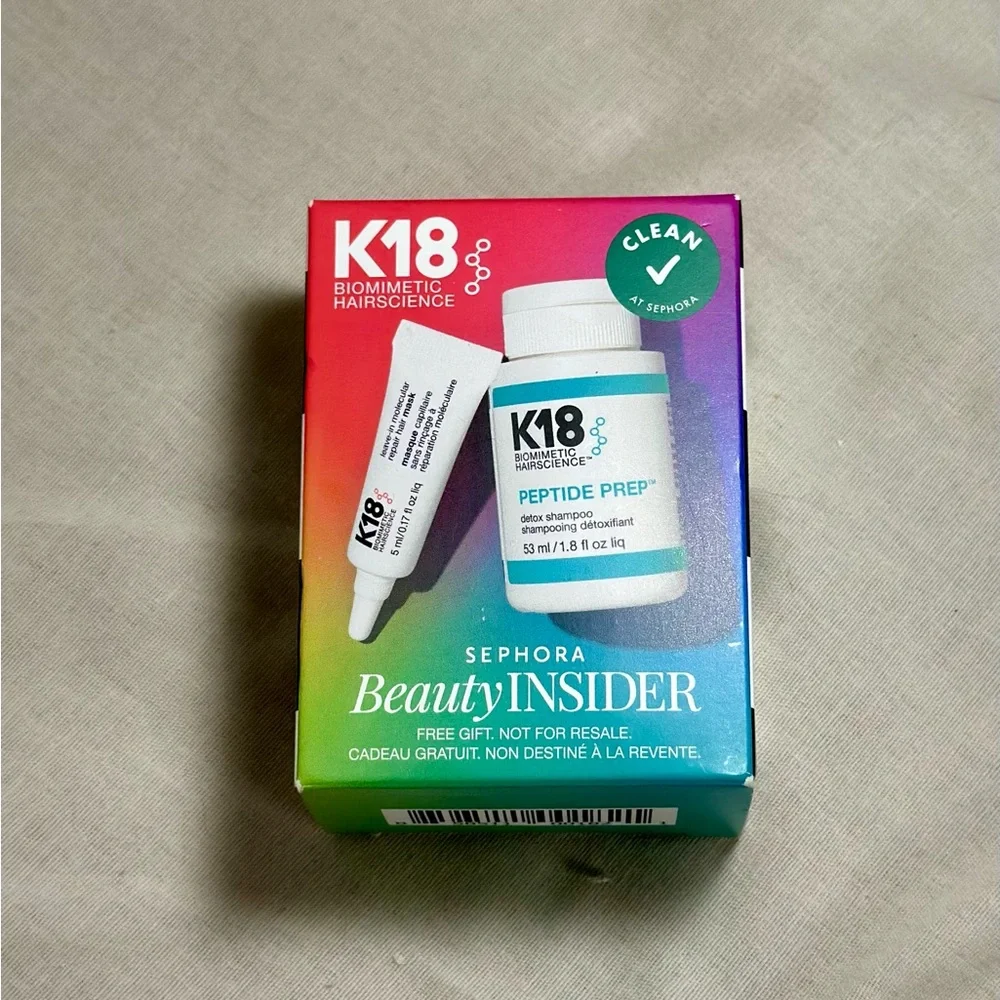 K18
BIOMIMETIC
HAIRSCIENCE
CLEAN
AT SEPHORA
leave-in molecular
repair hair mask
masque capillaire
sans rinçage à
réparation moléculaire
K18
BIOMIMETIC
HAIRSCIENCE
5 ml/0.17 fl oz liq
K18
BIOMIMETIC
HAIRSCIENCE™
PEPTIDE PREP™
detox shampoo
shampooing détoxifiant
53 ml / 1.8 fl oz liq
SEPHORA
Beauty INSIDER
FREE GIFT. NOT FOR RESALE.
CADEAU GRATUIT. NON DESTINÉ À LA REVENTE.